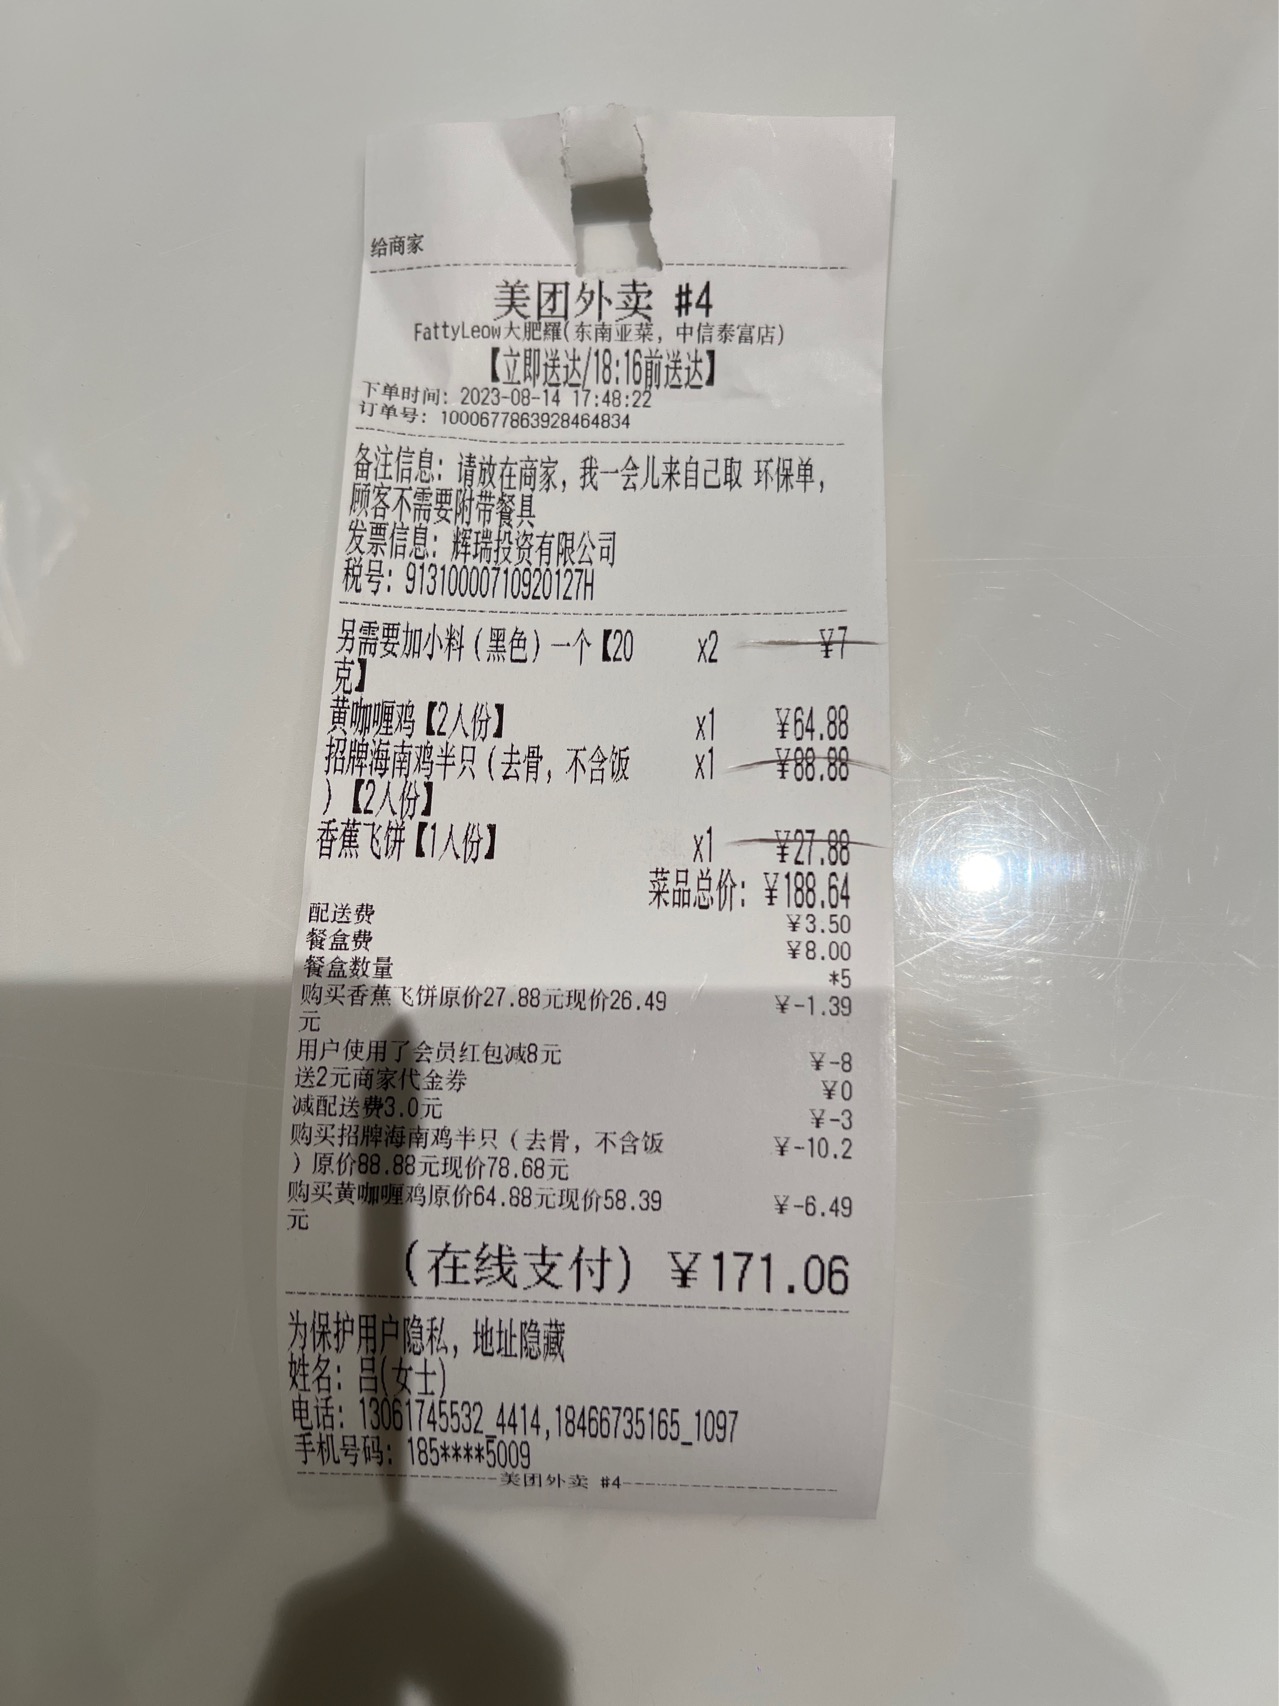 给商家
美团外卖 #4
FattyLeow大肥羅(东南亚菜, 中信泰富店)
【立即送达/18:16前送达】
下单时间: 2023-08-14 17:48:22
订单号: 1000677863928464834
备注信息: 请放在商家, 我一会儿来自己取 环保单,
顾客不需要附带餐具
发票信息: 辉瑞投资有限公司
税号: 91310000710920127H
另需要加小料(黑色)一个【20 x2 ¥7
克】
黄咖喱鸡【2人份】 x1 ¥64.88
招牌海南鸡半只(去骨, 不含饭 x1 ¥88.88
)【2人份】
香蕉飞饼【1人份】 x1 ¥27.88
菜品总价: ¥188.64
配送费 ¥3.50
餐盒费 ¥8.00
餐盒数量 *5
购买香蕉飞饼原价27.88元现价26.49 ¥-1.39
元
用户使用了会员红包减8元 ¥-8
送2元商家代金券 ¥0
减配送费3.0元 ¥-3
购买招牌海南鸡半只(去骨, 不含饭 ¥-10.2
)原价88.88元现价78.68元
购买黄咖喱鸡原价64.88元现价58.39 ¥-6.49
元
(在线支付) ¥171.06
为保护用户隐私, 地址隐藏
姓名: 吕(女士)
电话: 13061745532_4414,18466735165_1097
手机号码: 185****5009
美团外卖 #4